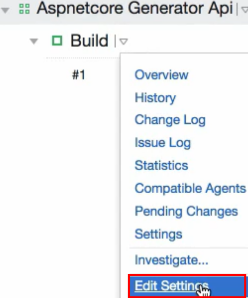 Aspnetcore Generator Api
Build
#1
Overview
History
Change Log
Issue Log
Statistics
Compatible Agents
Pending Changes
Settings
Investigate...
Edit Settings